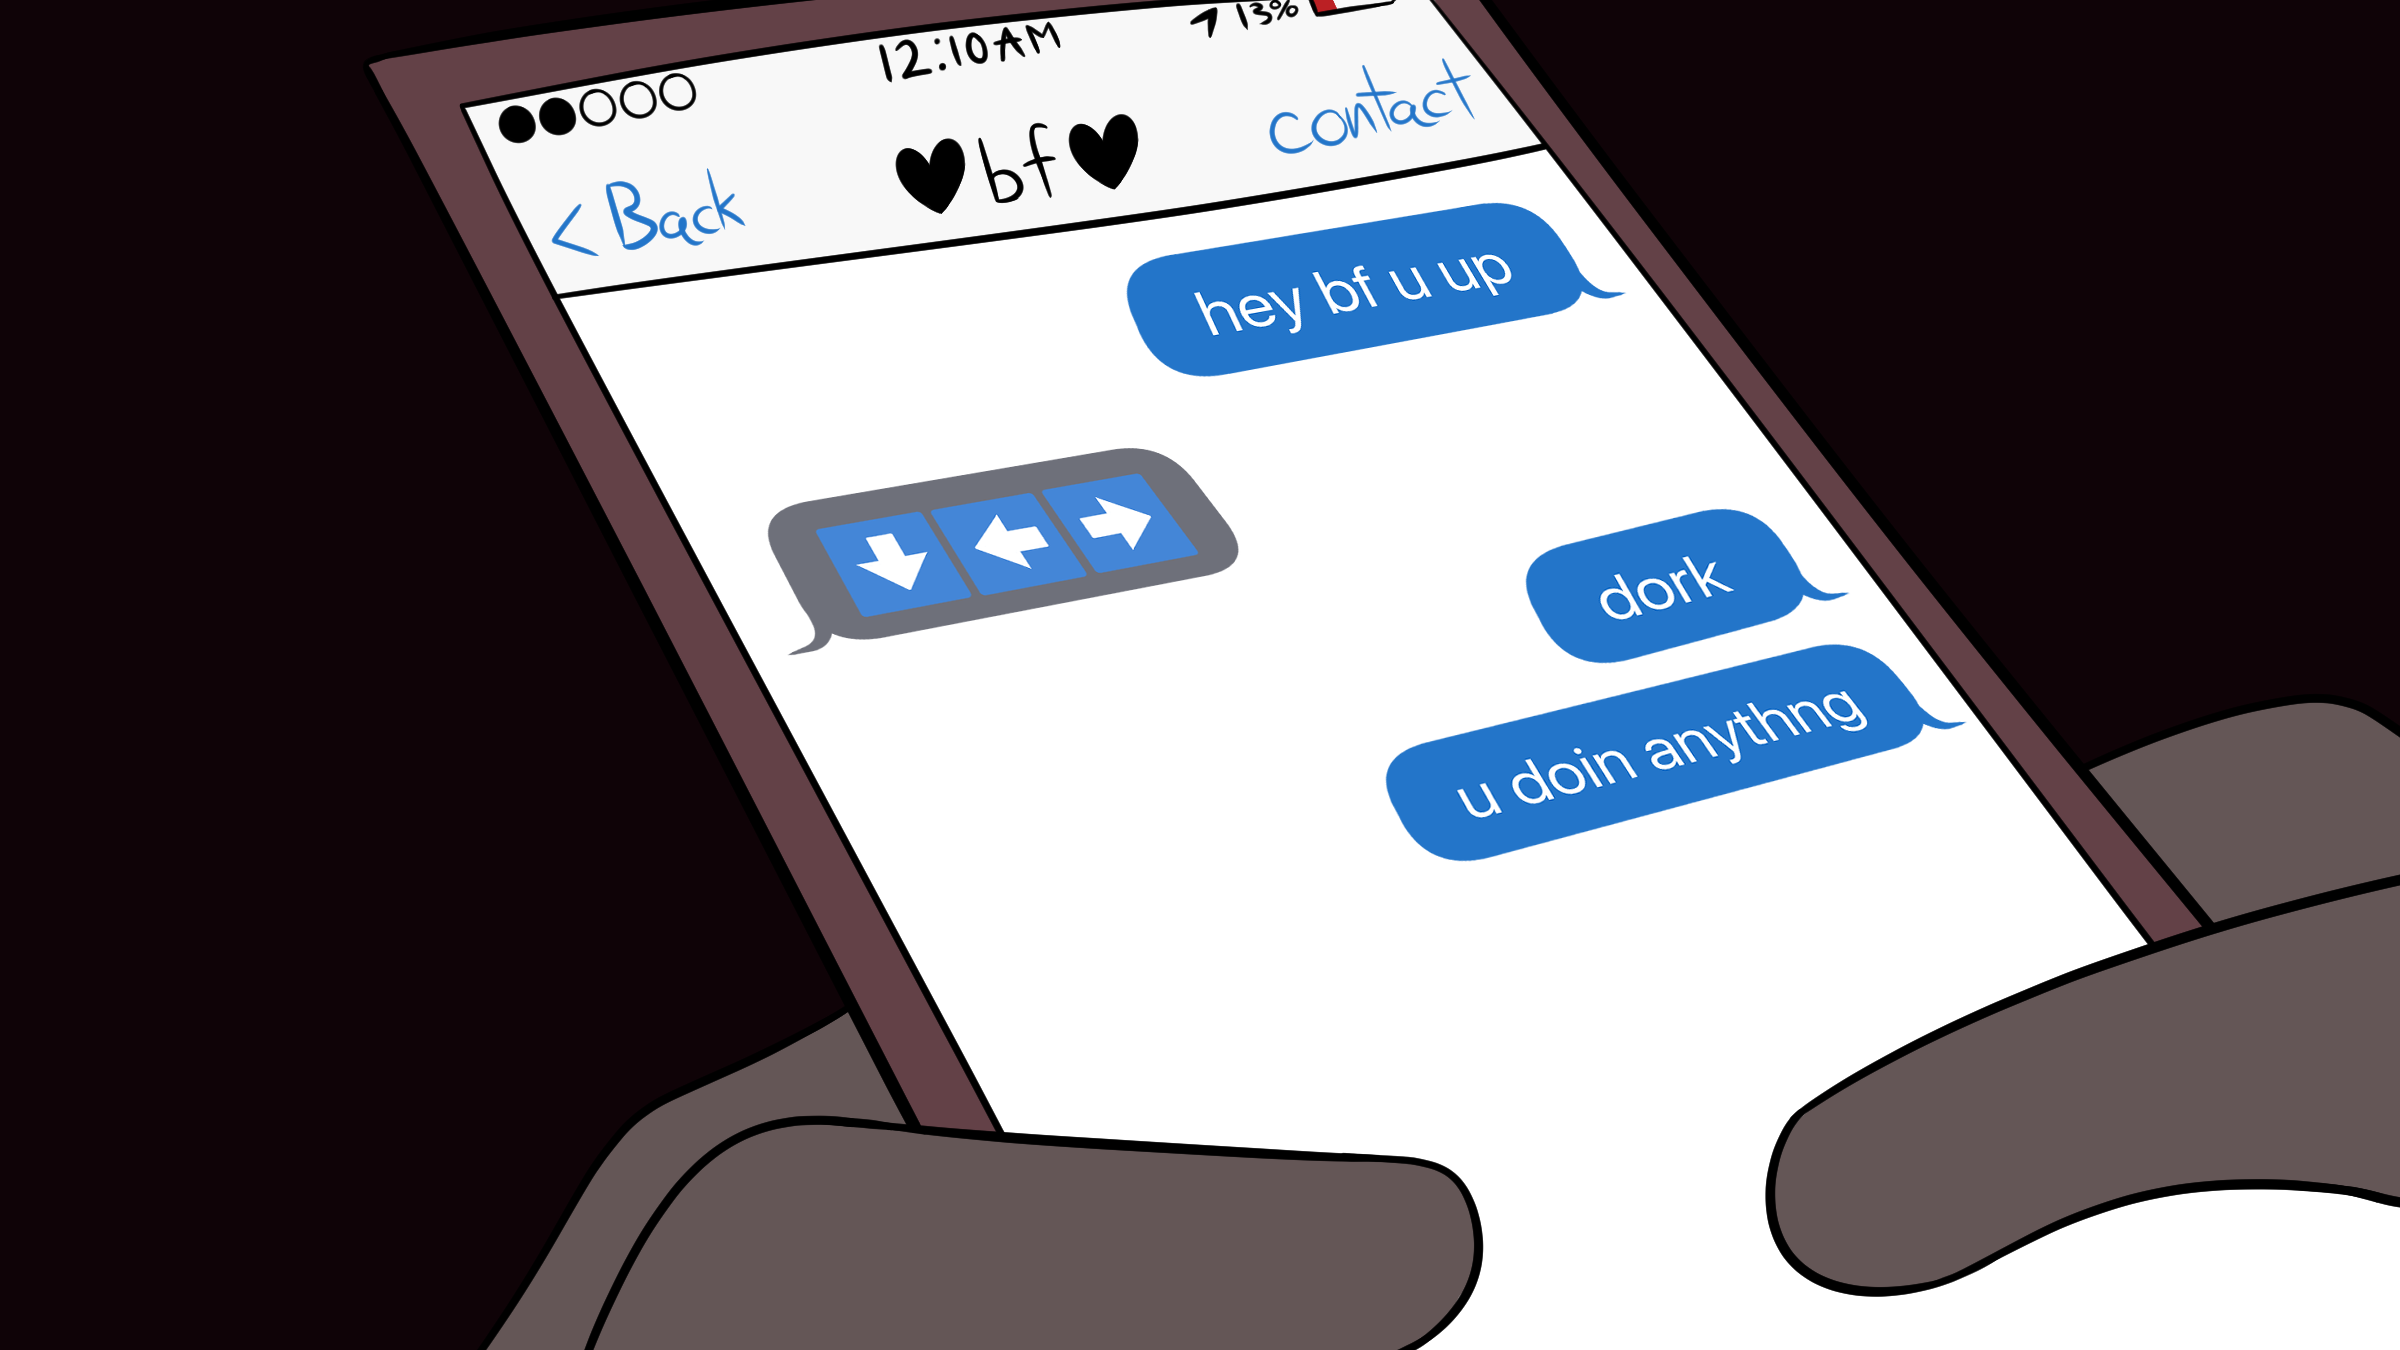 12:10AM 13%
< Back ♥bf♥ contact
hey bf u up
⬇️⬅️➡️
dork
u doin anythng